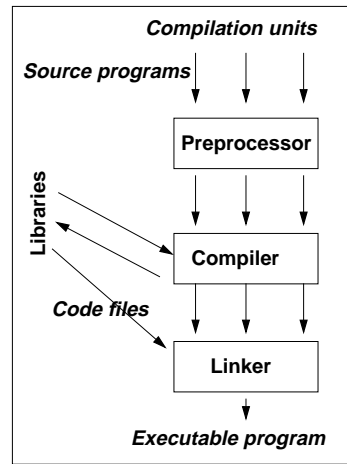 Compilation units
Source programs
Preprocessor
Libraries
Compiler
Code files
Linker
Executable program